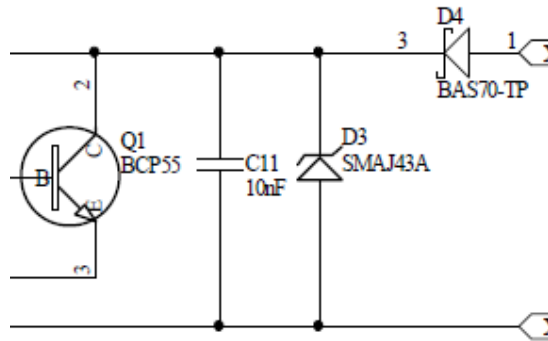 D4
3
1
BAS70-TP
2
Q1
BCP55
C
B
E
3
C11
10nF
D3
SMAJ43A